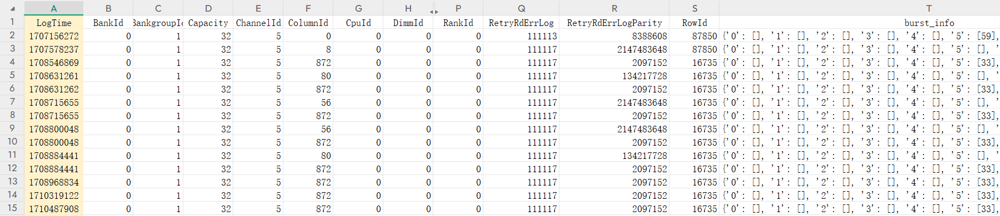 A B C D E F G H P Q R S T
1 LogTime BankId BankgroupId Capacity ChannelId ColumnId CpuId DimmId RankId RetryRdErrLog RetryRdErrLogParity RowId burst_info
2 1707156272 0 1 32 5 0 0 0 0 111113 8388608 87850 {'0': [], '1': [], '2': [], '3': [], '4': [], '5': [59],
3 1707578237 0 1 32 5 8 0 0 0 111117 2147483648 87850 {'0': [], '1': [], '2': [], '3': [], '4': [], '5': [], '
4 1708546869 0 1 32 5 872 0 0 0 111117 2097152 16735 {'0': [], '1': [], '2': [], '3': [], '4': [], '5': [33],
5 1708631261 0 1 32 5 80 0 0 0 111117 134217728 16735 {'0': [], '1': [], '2': [], '3': [], '4': [], '5': [], '
6 1708631262 0 1 32 5 872 0 0 0 111117 2097152 16735 {'0': [], '1': [], '2': [], '3': [], '4': [], '5': [33],
7 1708715655 0 1 32 5 56 0 0 0 111117 2147483648 16735 {'0': [], '1': [], '2': [], '3': [], '4': [], '5': [], '
8 1708715655 0 1 32 5 872 0 0 0 111117 2097152 16735 {'0': [], '1': [], '2': [], '3': [], '4': [], '5': [33],
9 1708800048 0 1 32 5 56 0 0 0 111117 2147483648 16735 {'0': [], '1': [], '2': [], '3': [], '4': [], '5': [], '
10 1708800048 0 1 32 5 872 0 0 0 111117 2097152 16735 {'0': [], '1': [], '2': [], '3': [], '4': [], '5': [33],
11 1708884441 0 1 32 5 80 0 0 0 111117 134217728 16735 {'0': [], '1': [], '2': [], '3': [], '4': [], '5': [], '
12 1708884441 0 1 32 5 872 0 0 0 111117 2097152 16735 {'0': [], '1': [], '2': [], '3': [], '4': [], '5': [33],
13 1708968834 0 1 32 5 872 0 0 0 111117 2097152 16735 {'0': [], '1': [], '2': [], '3': [], '4': [], '5': [33],
14 1710319122 0 1 32 5 872 0 0 0 111117 2097152 16735 {'0': [], '1': [], '2': [], '3': [], '4': [], '5': [33],
15 1710487908 0 1 32 5 872 0 0 0 111117 2097152 16735 {'0': [], '1': [], '2': [], '3': [], '4': [], '5': [33],